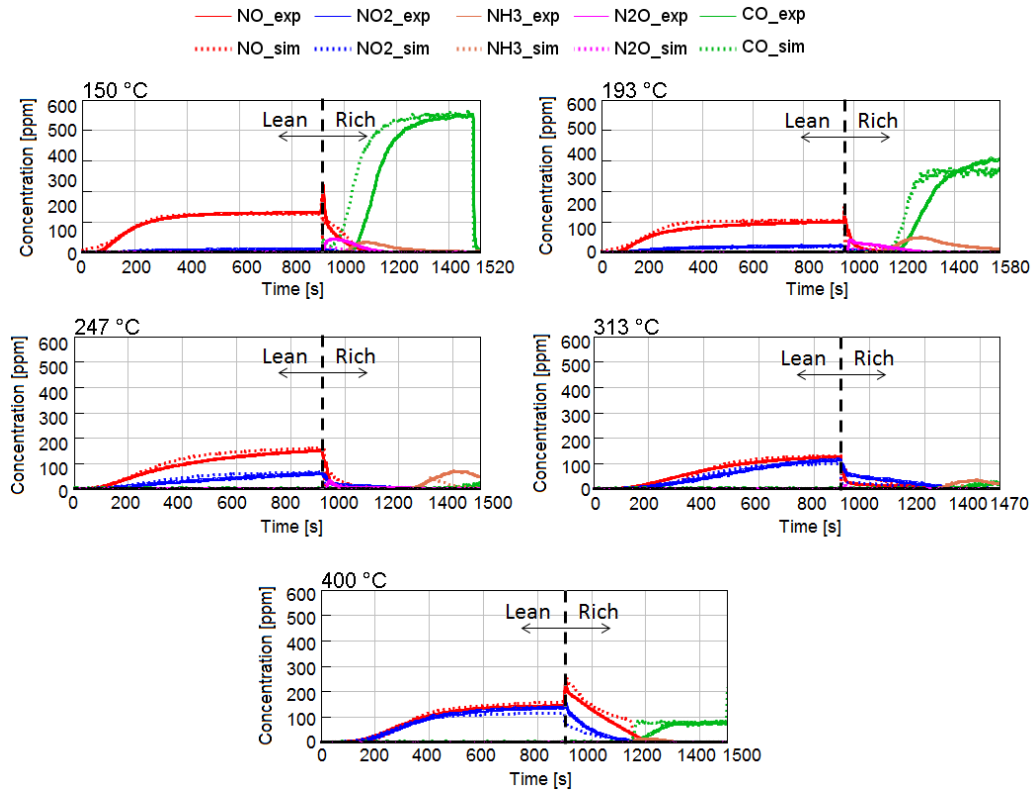 NO_exp NO2_exp NH3_exp N2O_exp CO_exp
NO_sim NO2_sim NH3_sim N2O_sim CO_sim
150 °C
600
500
400
300
200
100
0
Concentration [ppm]
Lean Rich
0 200 400 600 800 1000 1200 1400 1520
Time [s]
193 °C
600
500
400
300
200
100
0
Concentration [ppm]
Lean Rich
0 200 400 600 800 1000 1200 1400 1580
Time [s]
247 °C
600
500
400
300
200
100
0
Concentration [ppm]
Lean Rich
0 200 400 600 800 1000 1200 1500
Time [s]
313 °C
600
500
400
300
200
100
0
Concentration [ppm]
Lean Rich
0 200 400 600 800 1000 1200 1470
Time [s]
400 °C
600
500
400
300
200
100
0
Concentration [ppm]
Lean Rich
0 200 400 600 800 1000 1200 1500
Time [s]